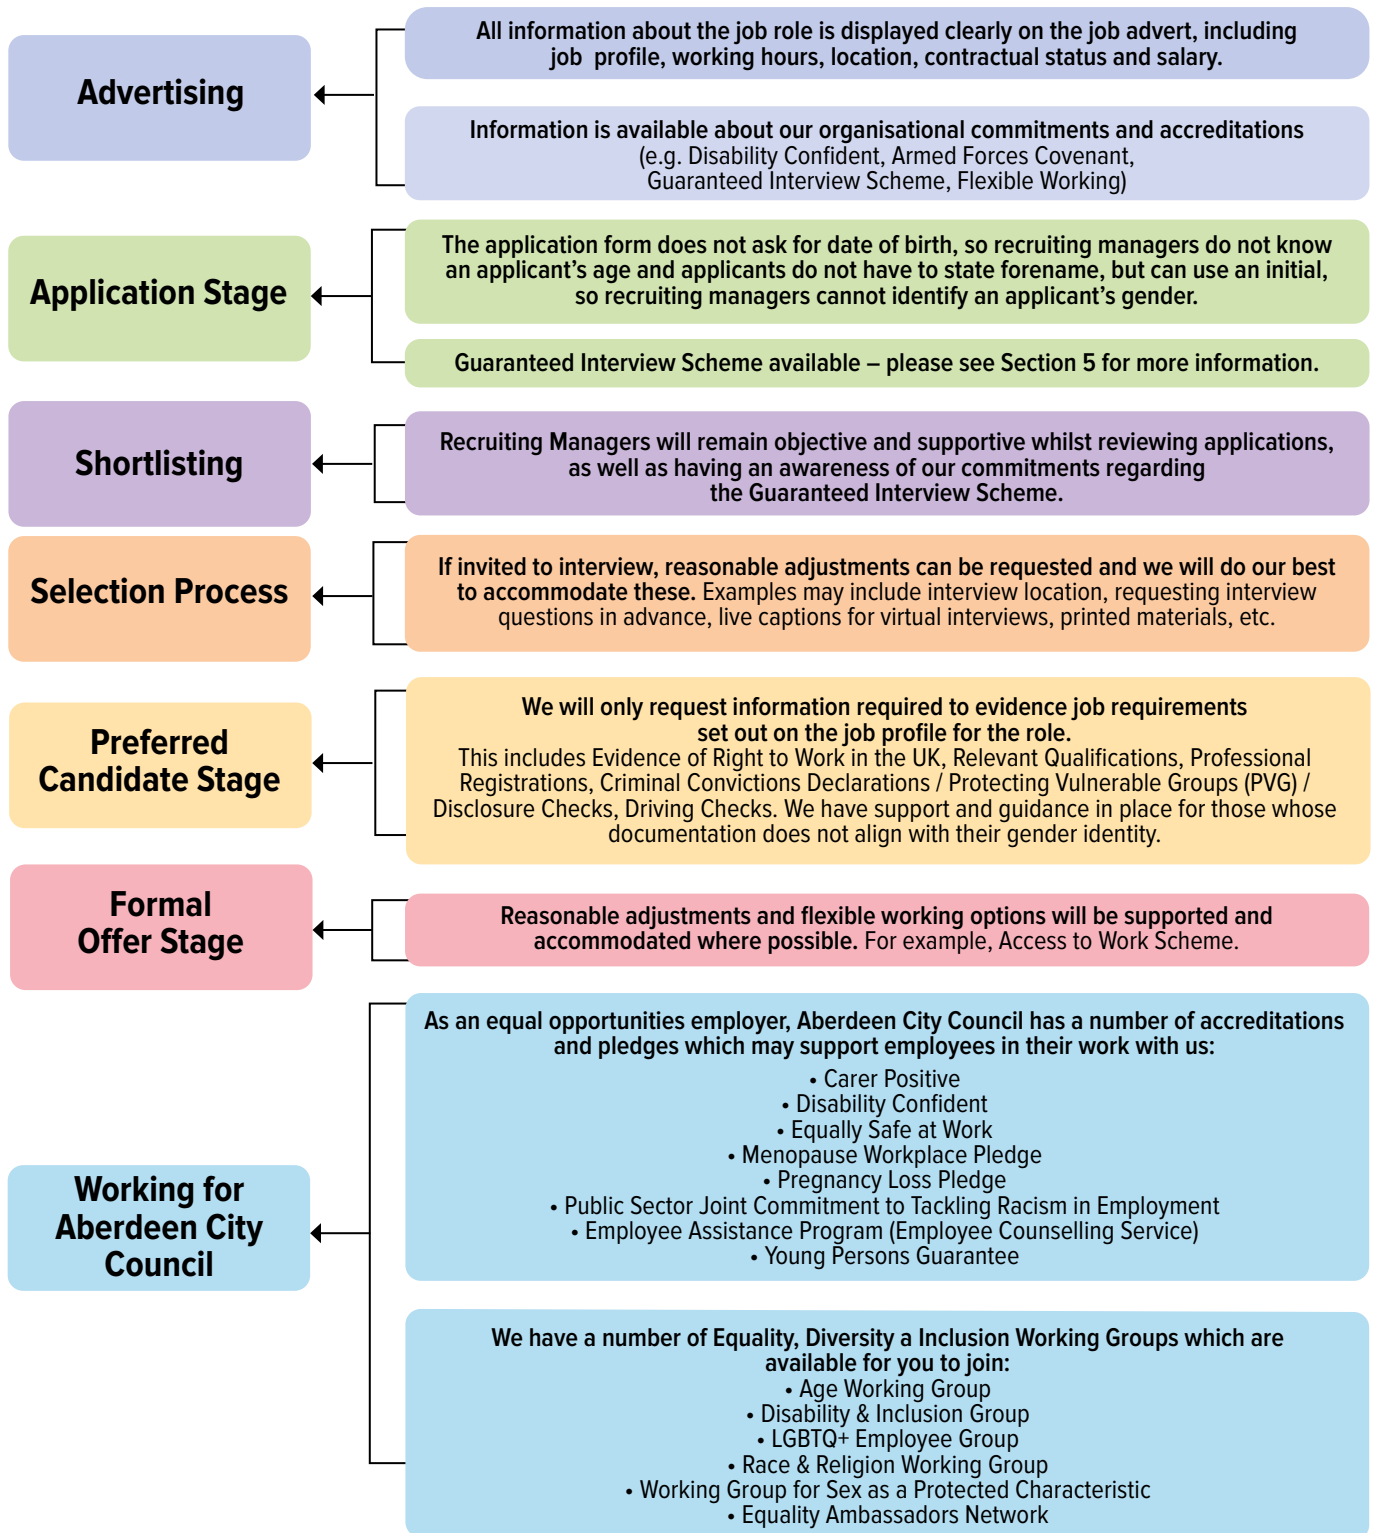 Advertising
All information about the job role is displayed clearly on the job advert, including
job profile, working hours, location, contractual status and salary.
Information is available about our organisational commitments and accreditations
(e.g. Disability Confident, Armed Forces Covenant,
Guaranteed Interview Scheme, Flexible Working)
Application Stage
The application form does not ask for date of birth, so recruiting managers do not know
an applicant’s age and applicants do not have to state forename, but can use an initial,
so recruiting managers cannot identify an applicant’s gender.
Guaranteed Interview Scheme available – please see Section 5 for more information.
Shortlisting
Recruiting Managers will remain objective and supportive whilst reviewing applications,
as well as having an awareness of our commitments regarding
the Guaranteed Interview Scheme.
Selection Process
If invited to interview, reasonable adjustments can be requested and we will do our best
to accommodate these. Examples may include interview location, requesting interview
questions in advance, live captions for virtual interviews, printed materials, etc.
Preferred
Candidate Stage
We will only request information required to evidence job requirements
set out on the job profile for the role.
This includes Evidence of Right to Work in the UK, Relevant Qualifications, Professional
Registrations, Criminal Convictions Declarations / Protecting Vulnerable Groups (PVG) /
Disclosure Checks, Driving Checks. We have support and guidance in place for those whose
documentation does not align with their gender identity.
Formal
Offer Stage
Reasonable adjustments and flexible working options will be supported and
accommodated where possible. For example, Access to Work Scheme.
Working for
Aberdeen City
Council
As an equal opportunities employer, Aberdeen City Council has a number of accreditations
and pledges which may support employees in their work with us:
• Carer Positive
• Disability Confident
• Equally Safe at Work
• Menopause Workplace Pledge
• Pregnancy Loss Pledge
• Public Sector Joint Commitment to Tackling Racism in Employment
• Employee Assistance Program (Employee Counselling Service)
• Young Persons Guarantee
We have a number of Equality, Diversity a Inclusion Working Groups which are
available for you to join:
• Age Working Group
• Disability & Inclusion Group
• LGBTQ+ Employee Group
• Race & Religion Working Group
• Working Group for Sex as a Protected Characteristic
• Equality Ambassadors Network